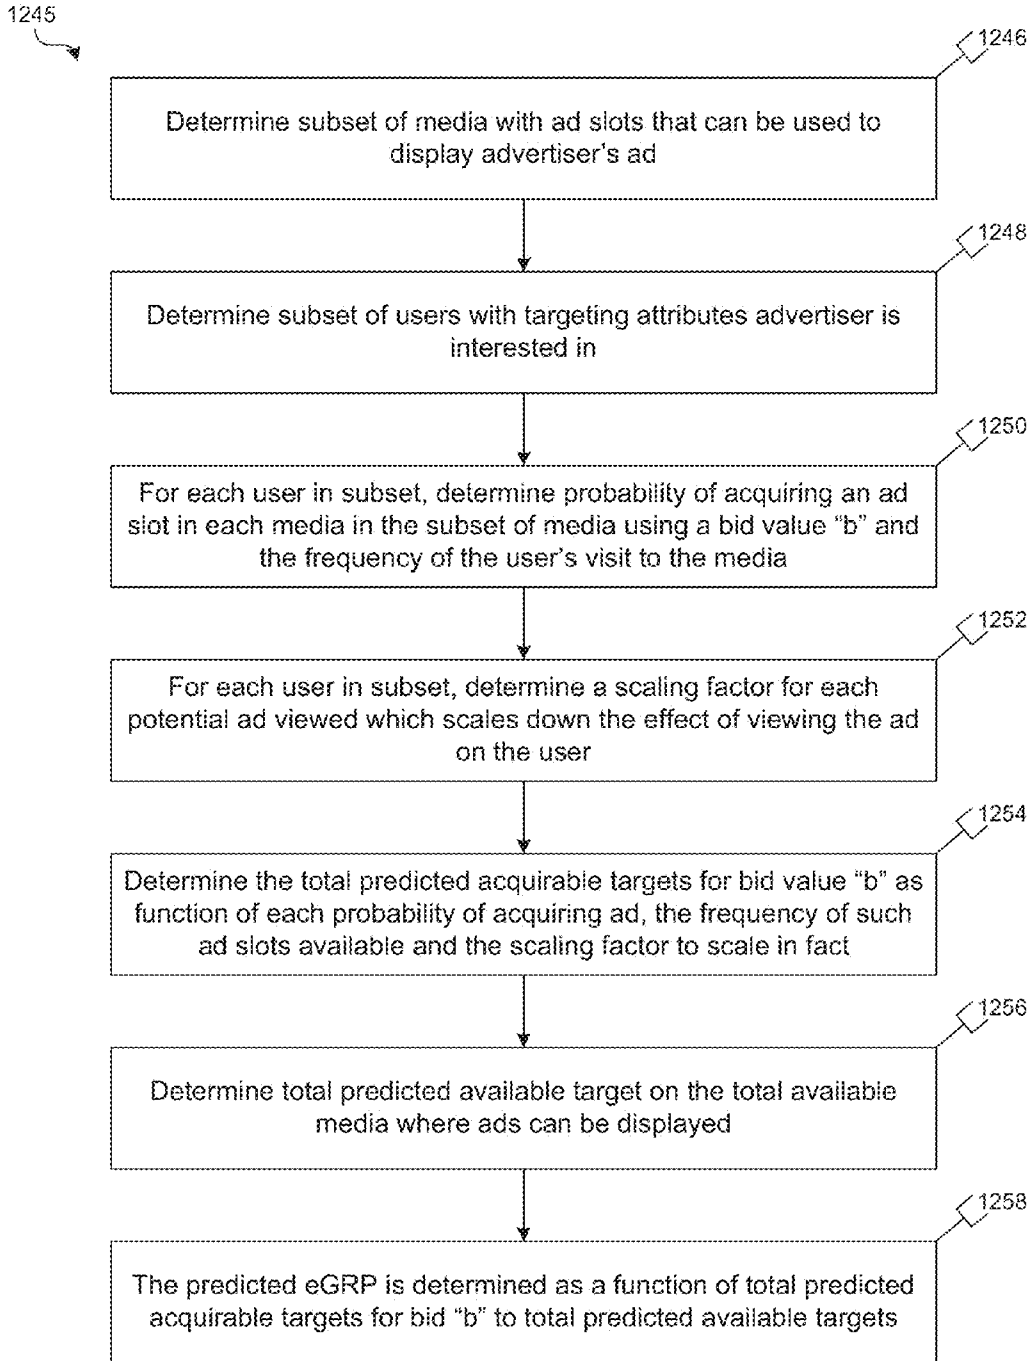 1245
1246
Determine subset of media with ad slots that can be used to
display advertiser's ad
1248
Determine subset of users with targeting attributes advertiser is
interested in
1250
For each user in subset, determine probability of acquiring an ad
slot in each media in the subset of media using a bid value “b” and
the frequency of the user's visit to the media
1252
For each user in subset, determine a scaling factor for each
potential ad viewed which scales down the effect of viewing the ad
on the user
1254
Determine the total predicted acquirable targets for bid value “b” as
function of each probability of acquiring ad, the frequency of such
ad slots available and the scaling factor to scale in fact
1256
Determine total predicted available target on the total available
media where ads can be displayed
1258
The predicted eGRP is determined as a function of total predicted
acquirable targets for bid “b” to total predicted available targets